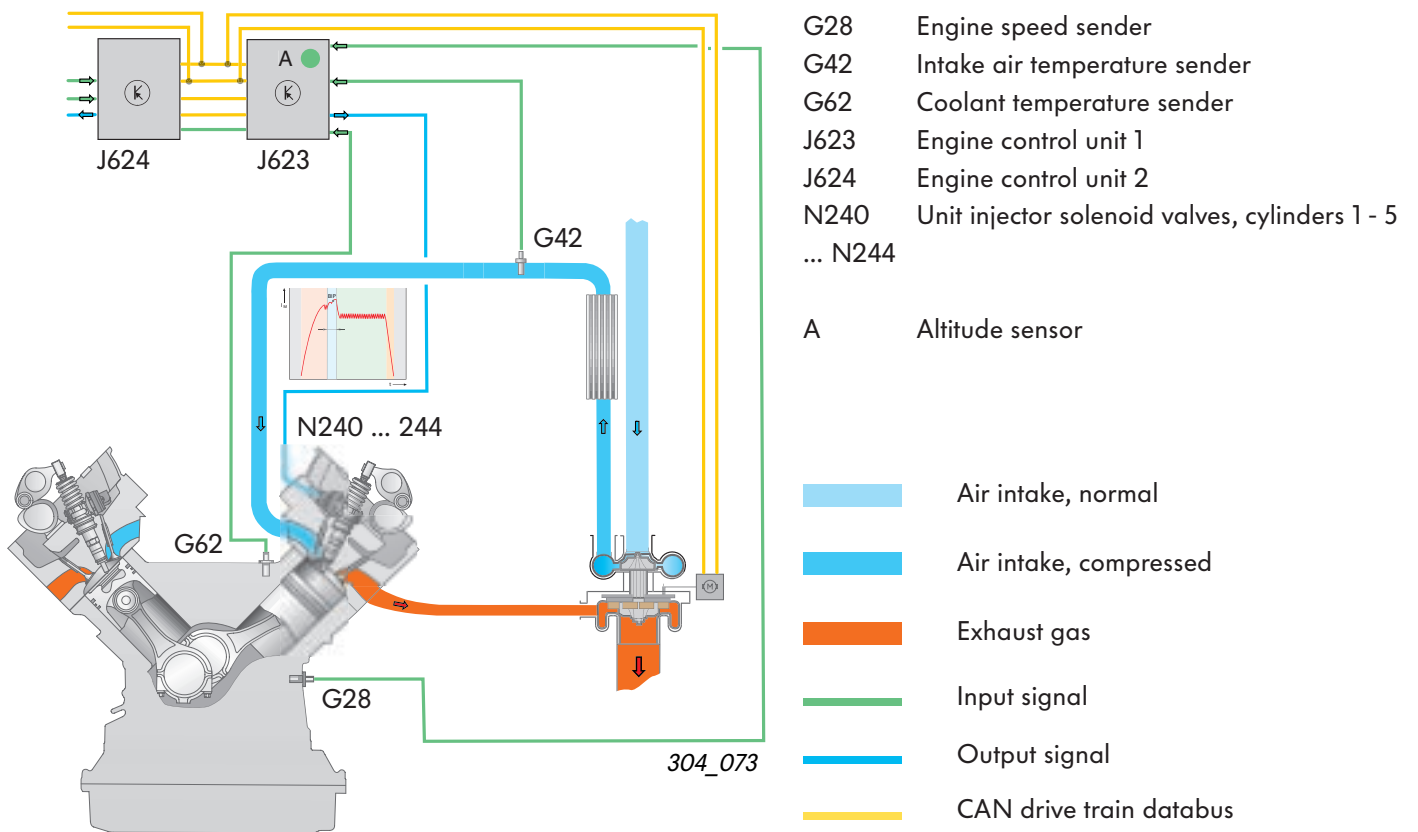 A
J624
J623
G42
BIP
t
N240 ... 244
G62
M
G28
304_073
G28 Engine speed sender
G42 Intake air temperature sender
G62 Coolant temperature sender
J623 Engine control unit 1
J624 Engine control unit 2
N240 Unit injector solenoid valves, cylinders 1 - 5
... N244
A Altitude sensor
Air intake, normal
Air intake, compressed
Exhaust gas
Input signal
Output signal
CAN drive train databus